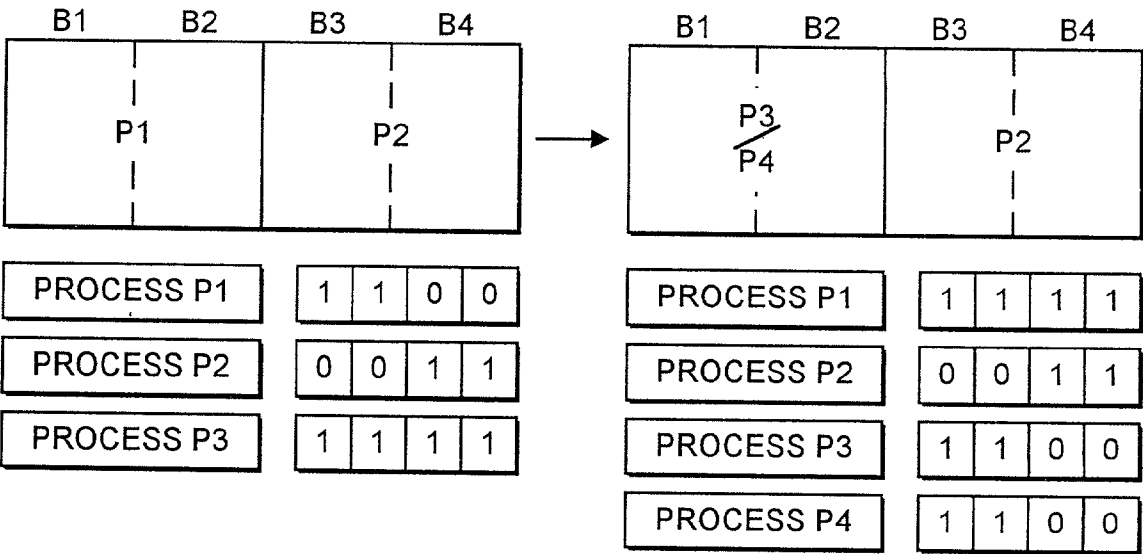 B1 B2 B3 B4
P1 P2
PROCESS P1 1 1 0 0
PROCESS P2 0 0 1 1
PROCESS P3 1 1 1 1
B1 B2 B3 B4
P3
P4
P2
PROCESS P1 1 1 1 1
PROCESS P2 0 0 1 1
PROCESS P3 1 1 0 0
PROCESS P4 1 1 0 0